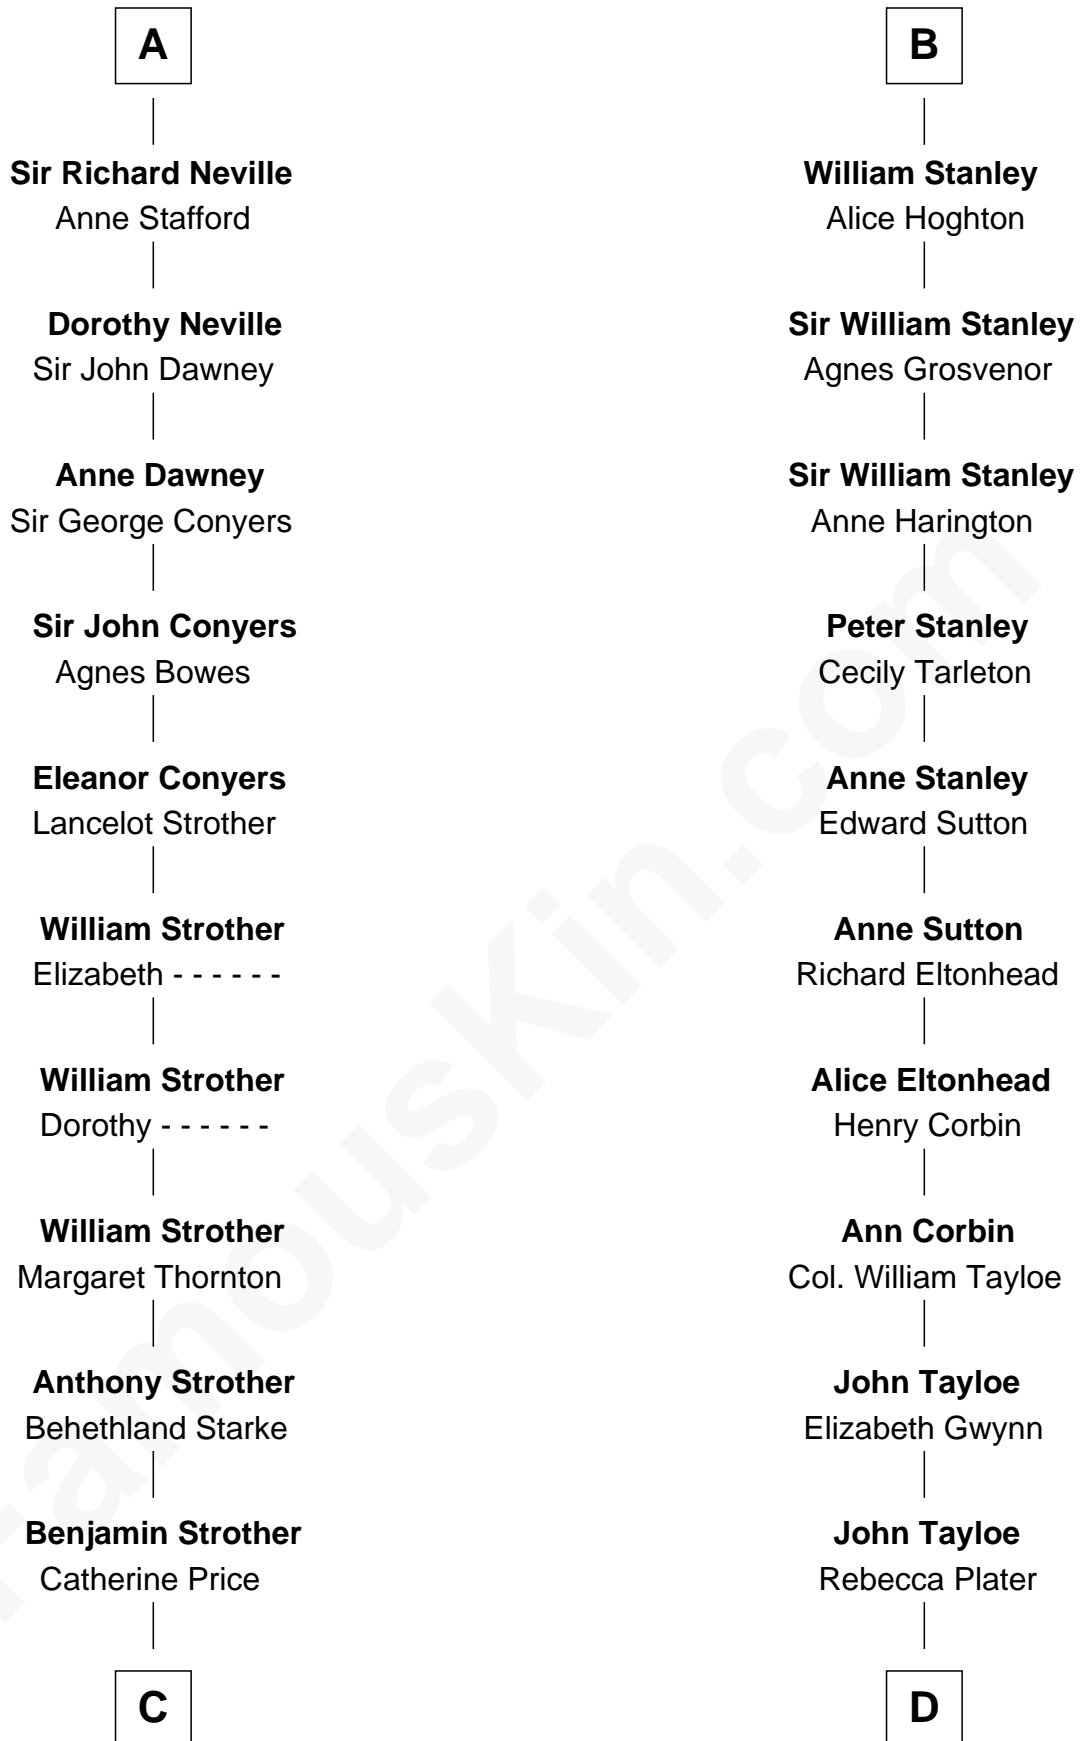 A
Sir Richard Neville
Anne Stafford
Dorothy Neville
Sir John Dawney
Anne Dawney
Sir George Conyers
Sir John Conyers
Agnes Bowes
Eleanor Conyers
Lancelot Strother
William Strother
Elizabeth - - - - - -
William Strother
Dorothy - - - - - -
William Strother
Margaret Thornton
Anthony Strother
Behethland Starke
Benjamin Strother
Catherine Price
C
B
William Stanley
Alice Hoghton
Sir William Stanley
Agnes Grosvenor
Sir William Stanley
Anne Harington
Peter Stanley
Cecily Tarleton
Anne Stanley
Edward Sutton
Anne Sutton
Richard Eltonhead
Alice Eltonhead
Henry Corbin
Ann Corbin
Col. William Tayloe
John Tayloe
Elizabeth Gwynn
John Tayloe
Rebecca Plater
D
FamousKin.com